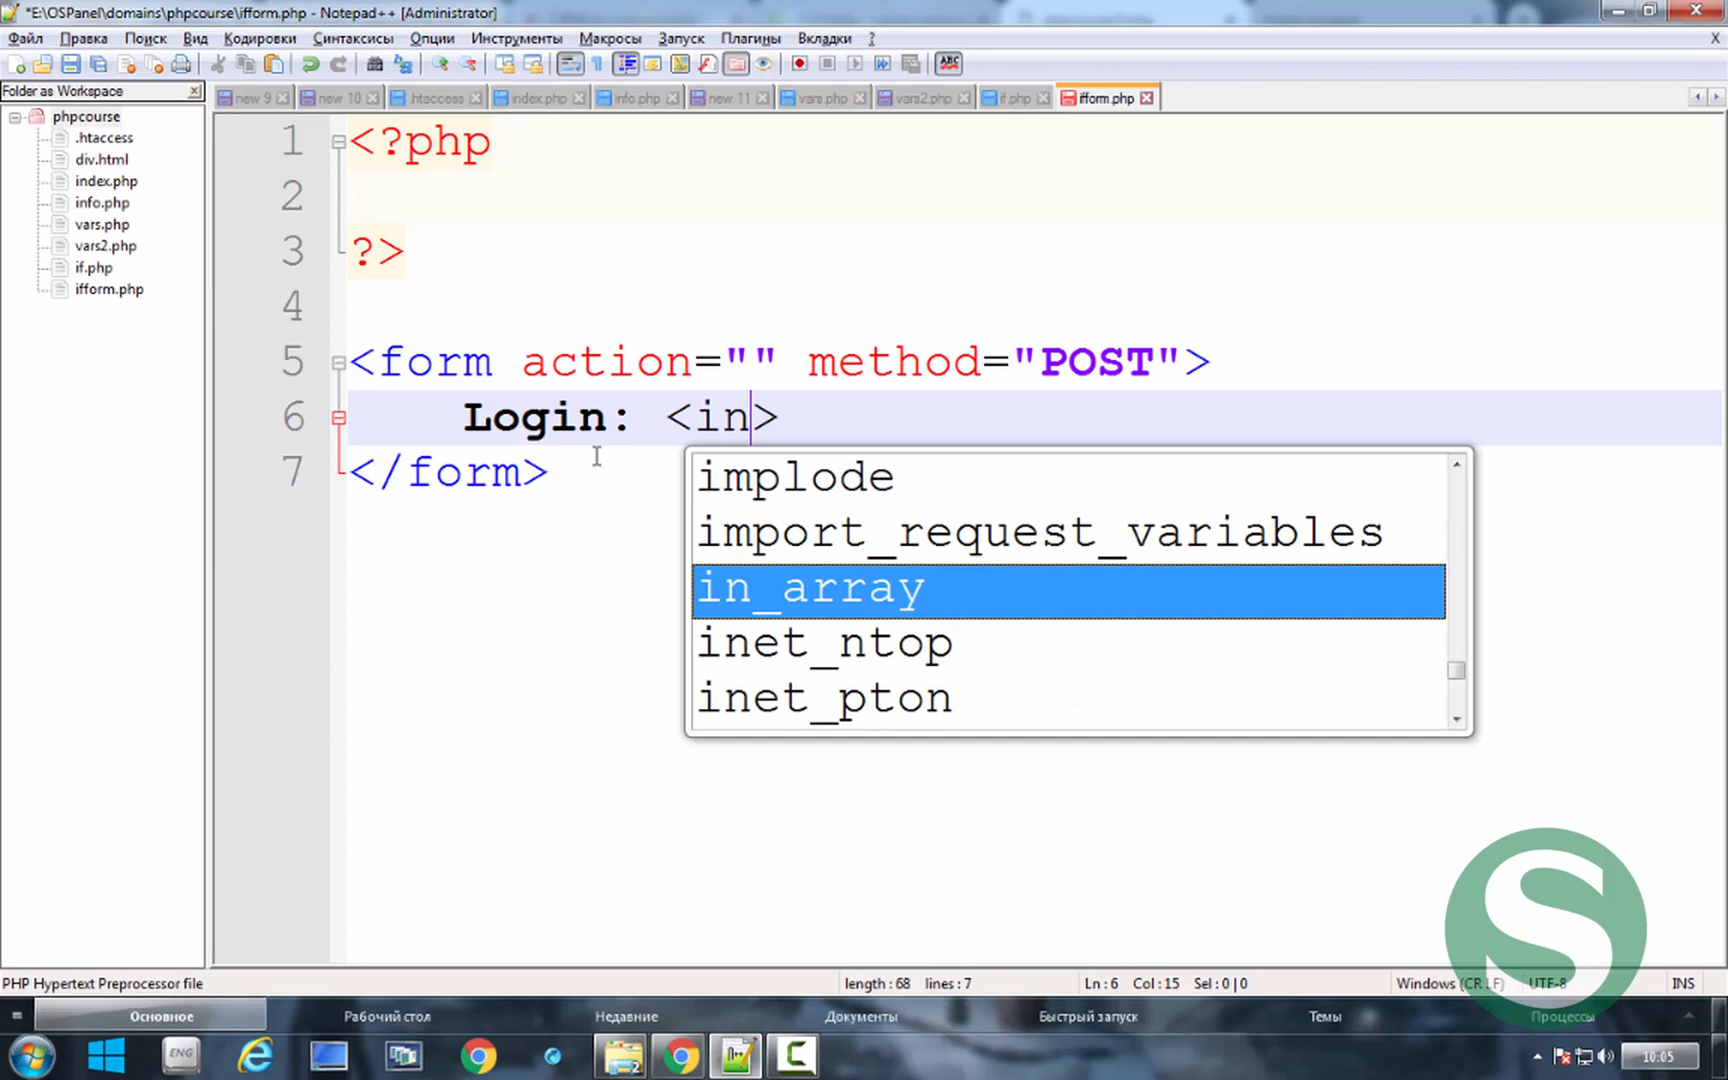 *E:\OSPanel\domains\phpcourse\ifform.php - Notepad++ [Administrator]
Файл Правка Поиск Вид Кодировки Синтаксисы Опции Инструменты Макросы Запуск Плагины Вкладки ? X
ABC
Folder as Workspace
new 9 new 10 .htaccess index.php info.php new 11 vars.php vars2.php if.php ifform.php
phpcourse
.htaccess
div.html
index.php
info.php
vars.php
vars2.php
if.php
ifform.php
1 <?php
2
3 ?>
4
5 <form action="" method="POST">
6 Login: <in>
7 </form>
implode
import_request_variables
in_array
inet_ntop
inet_pton
S
PHP Hypertext Preprocessor file length : 68 lines : 7 Ln : 6 Col : 15 Sel : 0 | 0 Windows (CR LF) UTF-8 INS
Основное Рабочий стол Недавние Документы Быстрый запуск Темы Процессы
ENG 10:05